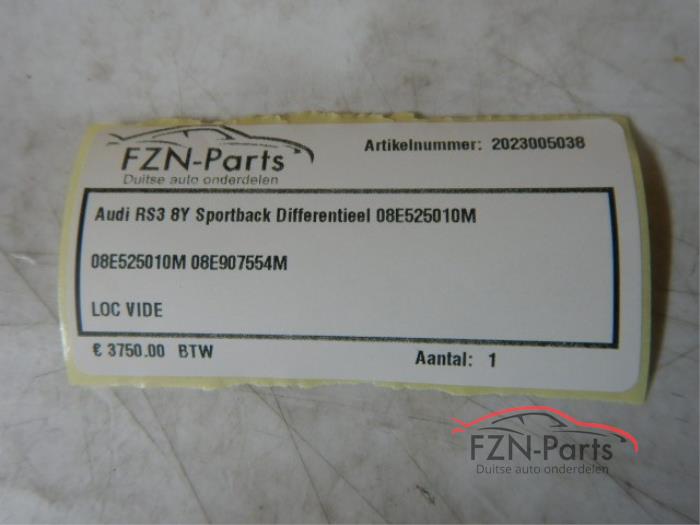 FZN-Parts
Duitse auto onderdelen
Artikelnummer: 2023005038
Audi RS3 8Y Sportback Differentieel 08E525010M
08E525010M 08E907554M
LOC VIDE
€ 3750.00 BTW
Aantal: 1
FZN-Parts
Duitse auto onderdelen